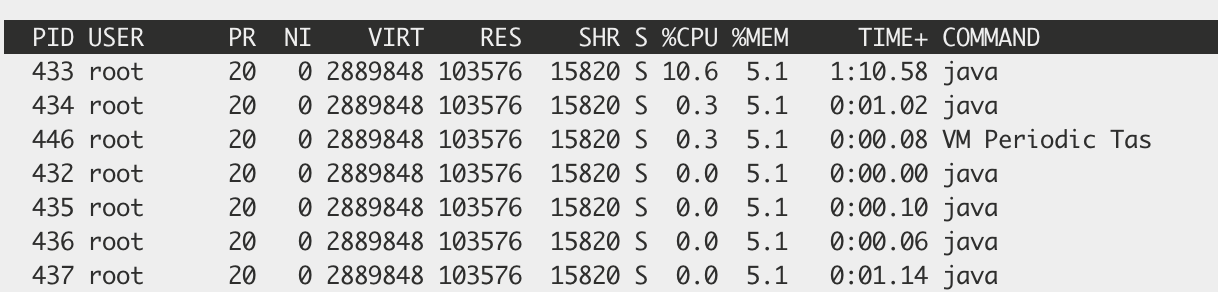 PID USER PR NI VIRT RES SHR S %CPU %MEM TIME+ COMMAND
433 root 20 0 2889848 103576 15820 S 10.6 5.1 1:10.58 java
434 root 20 0 2889848 103576 15820 S 0.3 5.1 0:01.02 java
446 root 20 0 2889848 103576 15820 S 0.3 5.1 0:00.08 VM Periodic Tas
432 root 20 0 2889848 103576 15820 S 0.0 5.1 0:00.00 java
435 root 20 0 2889848 103576 15820 S 0.0 5.1 0:00.10 java
436 root 20 0 2889848 103576 15820 S 0.0 5.1 0:00.06 java
437 root 20 0 2889848 103576 15820 S 0.0 5.1 0:01.14 java